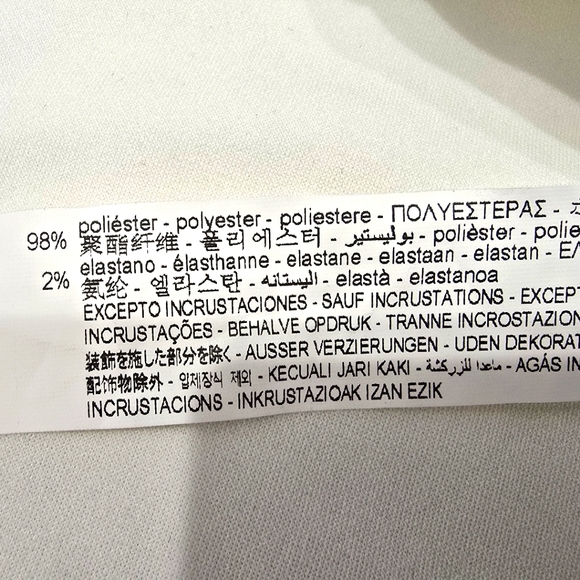 98% poliéster - polyester - poliestere - ΠΟΛΥΕΣΤΕΡΑΣ -
聚酯纤维 - 폴리에스터 - بوليستير - polièster - polie
2% elastano - élasthanne - elastane - elastaan - elastan - ΕΛ
氨纶 - 엘라스탄 - اليستانه - elastà - elastanoa
EXCEPTO INCRUSTACIONES - SAUF INCRUSTATIONS - EXCEPT
INCRUSTAÇÕES - BEHALVE OPDRUK - TRANNE INCROSTAZION
装飾を施した部分を除く - AUSSER VERZIERUNGEN - UDEN DEKORAT
配饰物除外 - 일체장식 제외 - KECUALI JARI KAKI - ماعدا للزركشة - AGÁS IN
INCRUSTACIONS - INKRUSTAZIOAK IZAN EZIK